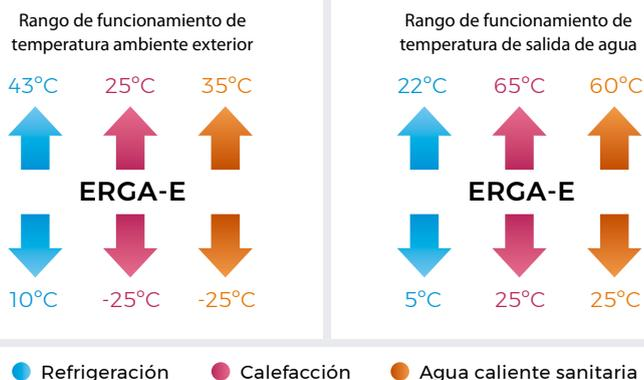 Rango de funcionamiento de
temperatura ambiente exterior
43°C 25°C 35°C
ERGA-E
10°C -25°C -25°C
Rango de funcionamiento de
temperatura de salida de agua
22°C 65°C 60°C
ERGA-E
5°C 25°C 25°C
Refrigeración Calefacción Agua caliente sanitaria